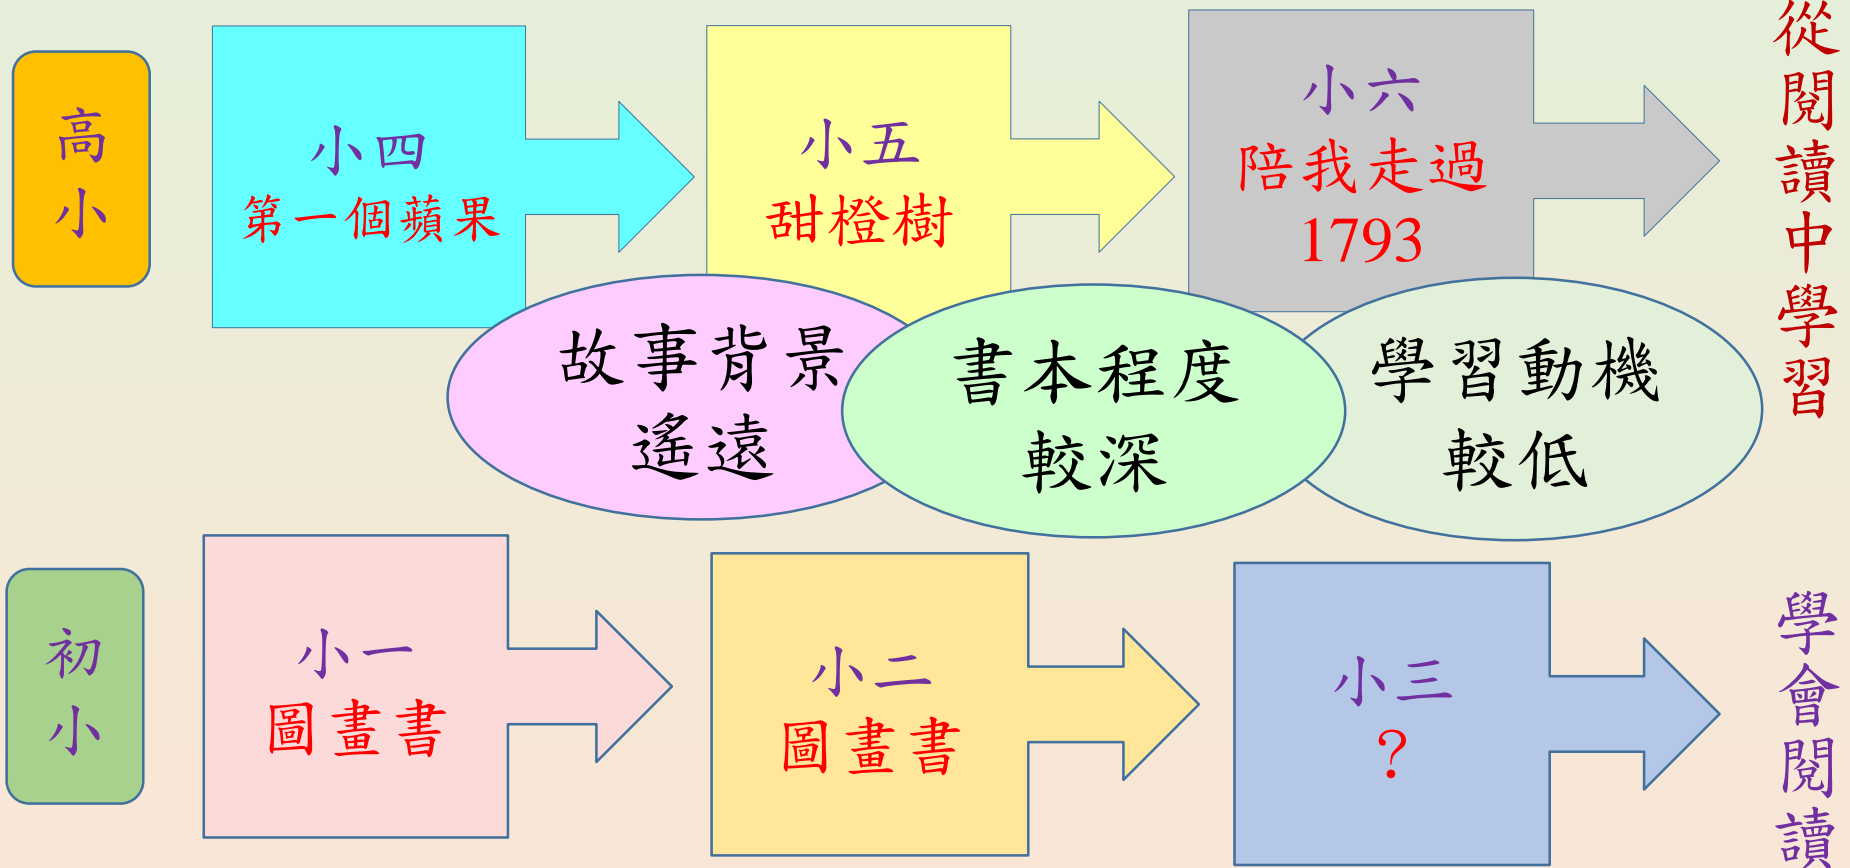 高
小
小四
第一個蘋果
小五
甜橙樹
小六
陪我走過
1793
從閱讀中學習
故事背景
遙遠
書本程度
較深
學習動機
較低
初
小
小一
圖畫書
小二
圖畫書
小三
？
學會閱讀